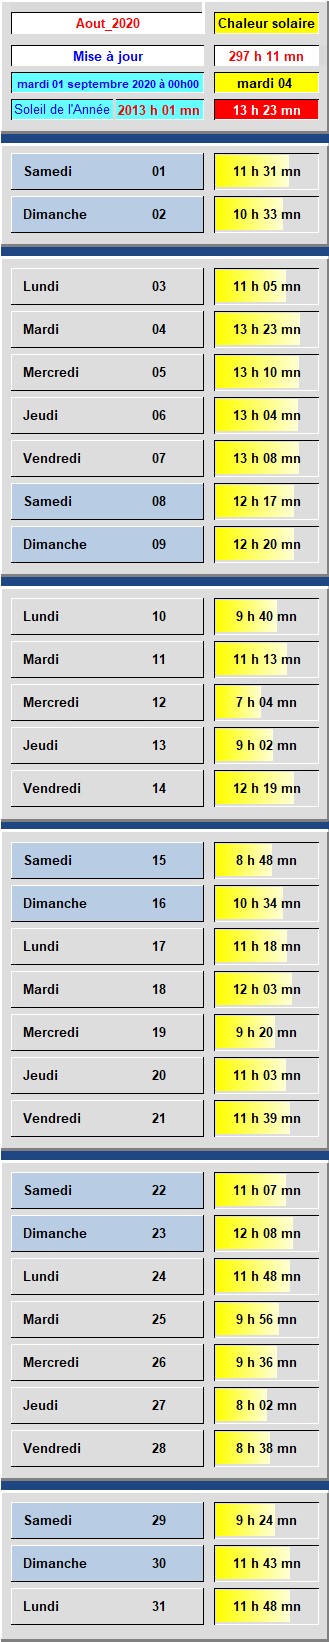 Aout_2020 Chaleur solaire
Mise à jour 297 h 11 mn
mardi 01 septembre 2020 à 00h00 mardi 04
Soleil de l'Année 2013 h 01 mn 13 h 23 mn
Samedi 01 11 h 31 mn
Dimanche 02 10 h 33 mn
Lundi 03 11 h 05 mn
Mardi 04 13 h 23 mn
Mercredi 05 13 h 10 mn
Jeudi 06 13 h 04 mn
Vendredi 07 13 h 08 mn
Samedi 08 12 h 17 mn
Dimanche 09 12 h 20 mn
Lundi 10 9 h 40 mn
Mardi 11 11 h 13 mn
Mercredi 12 7 h 04 mn
Jeudi 13 9 h 02 mn
Vendredi 14 12 h 19 mn
Samedi 15 8 h 48 mn
Dimanche 16 10 h 34 mn
Lundi 17 11 h 18 mn
Mardi 18 12 h 03 mn
Mercredi 19 9 h 20 mn
Jeudi 20 11 h 03 mn
Vendredi 21 11 h 39 mn
Samedi 22 11 h 07 mn
Dimanche 23 12 h 08 mn
Lundi 24 11 h 48 mn
Mardi 25 9 h 56 mn
Mercredi 26 9 h 36 mn
Jeudi 27 8 h 02 mn
Vendredi 28 8 h 38 mn
Samedi 29 9 h 24 mn
Dimanche 30 11 h 43 mn
Lundi 31 11 h 48 mn